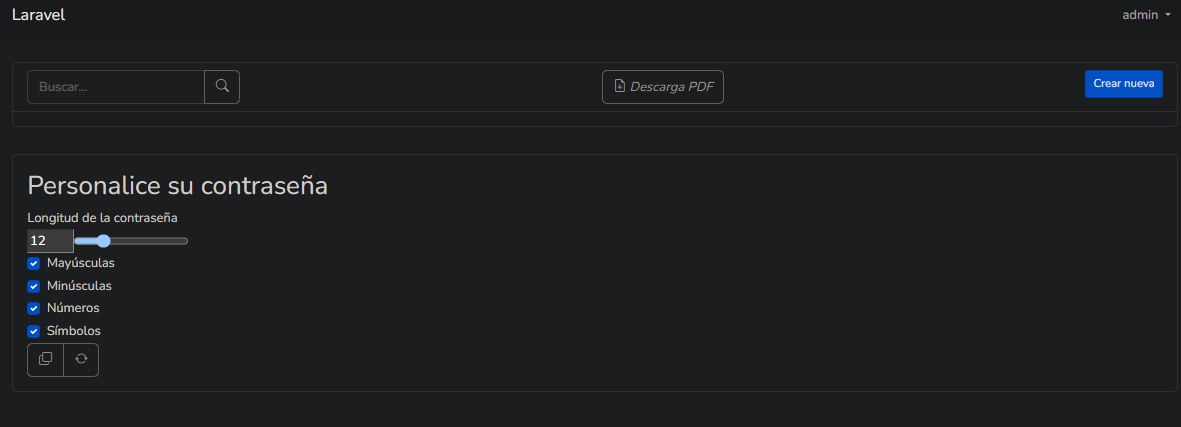 Laravel admin
Buscar... Descarga PDF Crear nueva
Personalice su contraseña
Longitud de la contraseña
12
Mayúsculas
Minúsculas
Números
Símbolos